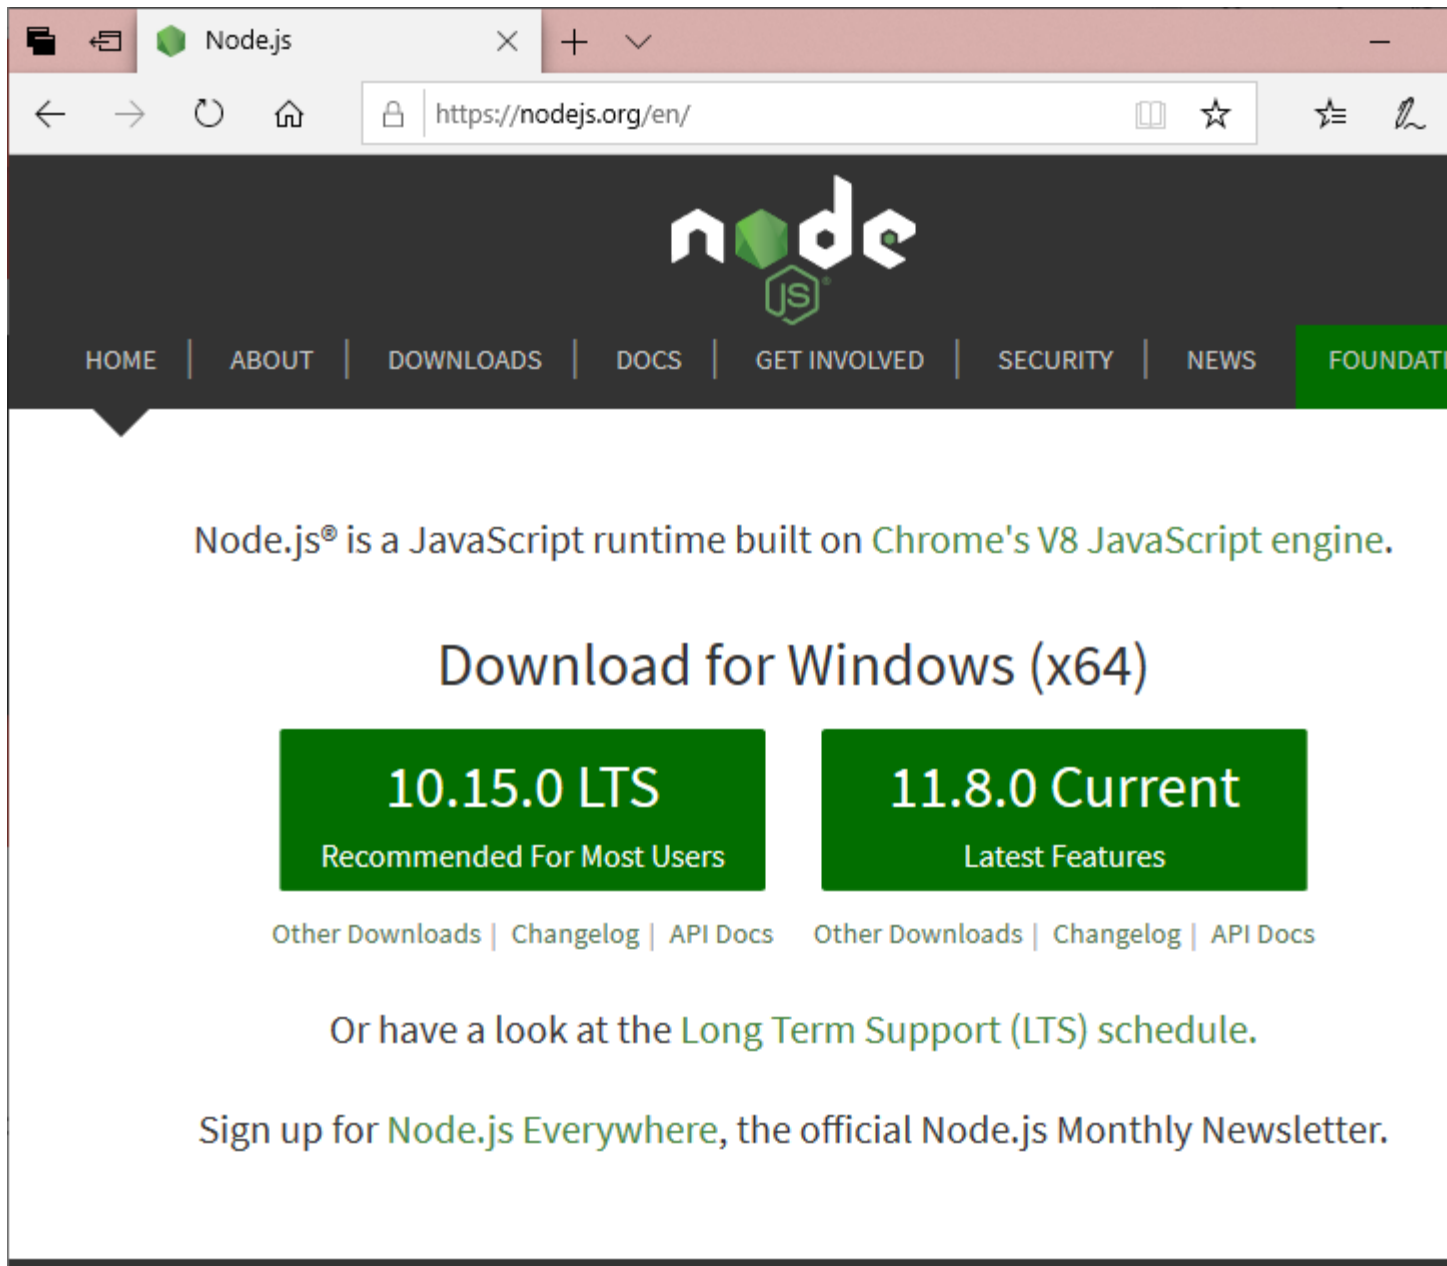 Node.js
https://nodejs.org/en/
node
JS®
HOME | ABOUT | DOWNLOADS | DOCS | GET INVOLVED | SECURITY | NEWS FOUNDATI
Node.js® is a JavaScript runtime built on Chrome's V8 JavaScript engine.
Download for Windows (x64)
10.15.0 LTS
Recommended For Most Users
11.8.0 Current
Latest Features
Other Downloads | Changelog | API Docs
Other Downloads | Changelog | API Docs
Or have a look at the Long Term Support (LTS) schedule.
Sign up for Node.js Everywhere, the official Node.js Monthly Newsletter.